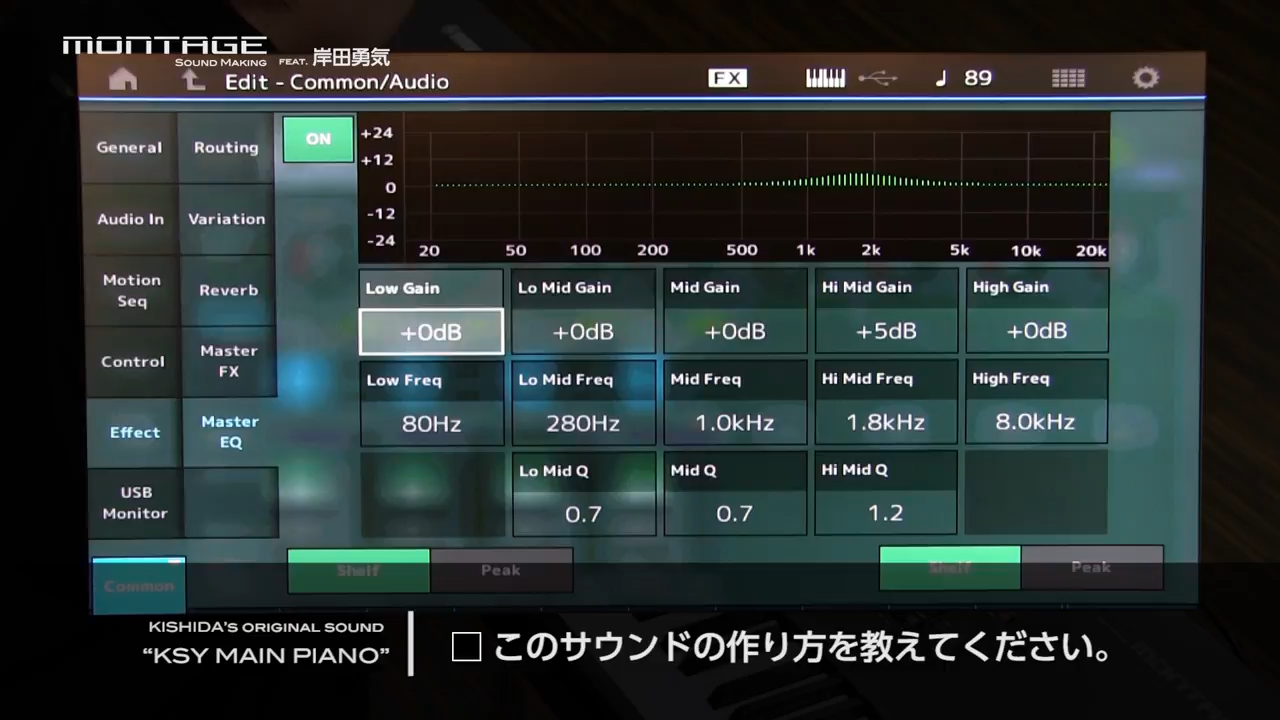 MONTAGE
SOUND MAKING FEAT. 岸田勇気
Edit - Common/Audio
FX
89
General
Routing
ON
Audio In
Variation
Motion Seq
Reverb
Control
Master FX
Effect
Master EQ
USB Monitor
Common
+24
+12
0
-12
-24
20 50 100 200 500 1k 2k 5k 10k 20k
Low Gain Lo Mid Gain Mid Gain Hi Mid Gain High Gain
+0dB +0dB +0dB +5dB +0dB
Low Freq Lo Mid Freq Mid Freq Hi Mid Freq High Freq
80Hz 280Hz 1.0kHz 1.8kHz 8.0kHz
Lo Mid Q Mid Q Hi Mid Q
0.7 0.7 1.2
Shelf Peak Shelf Peak
KISHIDA'S ORIGINAL SOUND
“KSY MAIN PIANO”
□ このサウンドの作り方を教えてください。